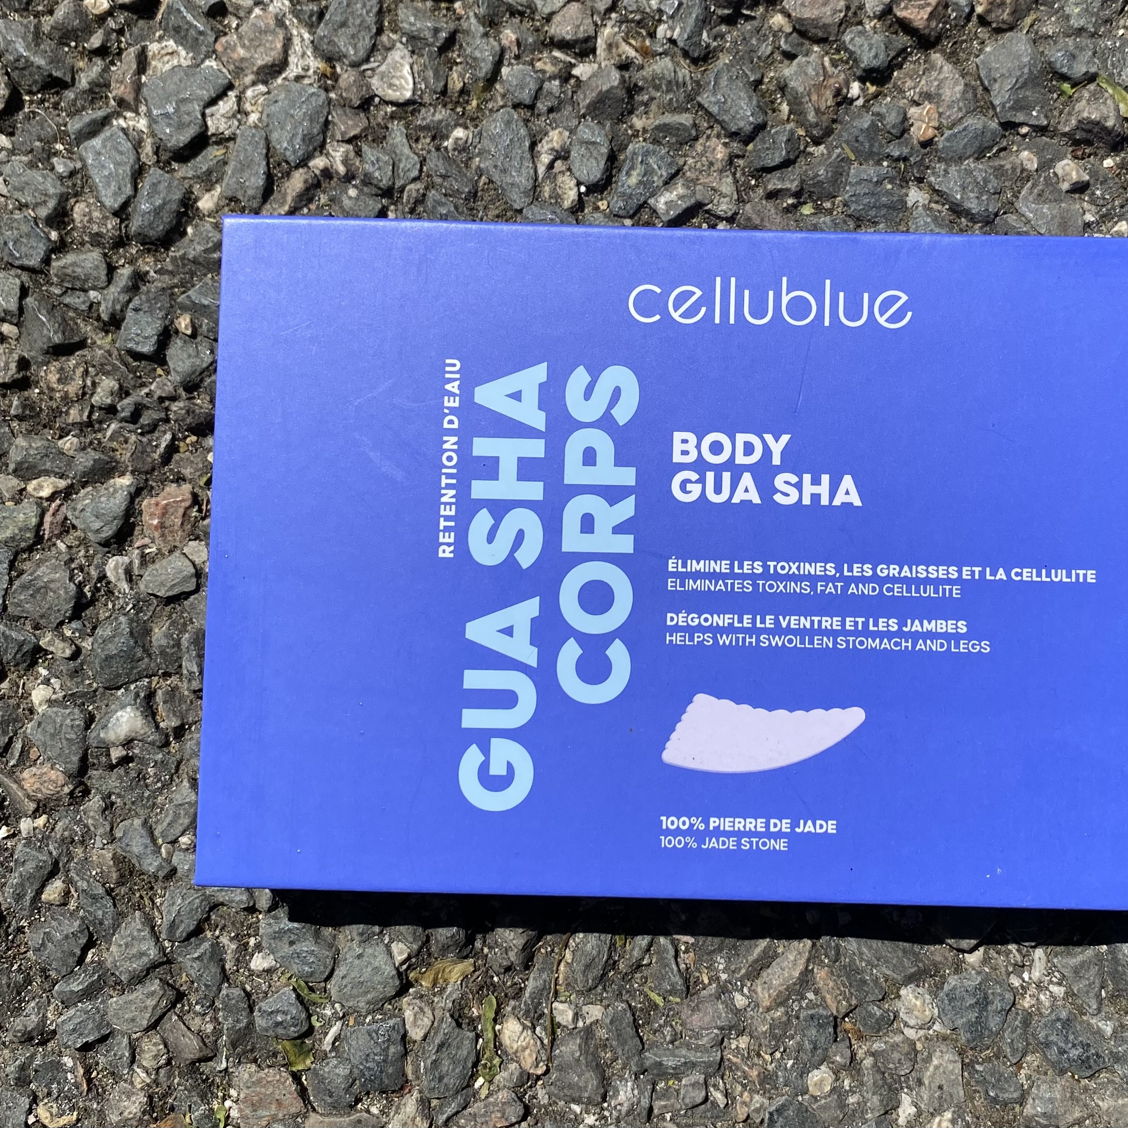 cellublue
RETENTION D'EAU
GUA SHA
CORPS
BODY
GUA SHA
ÉLIMINE LES TOXINES, LES GRAISSES ET LA CELLULITE
ELIMINATES TOXINS, FAT AND CELLULITE
DÉGONFLE LE VENTRE ET LES JAMBES
HELPS WITH SWOLLEN STOMACH AND LEGS
100% PIERRE DE JADE
100% JADE STONE